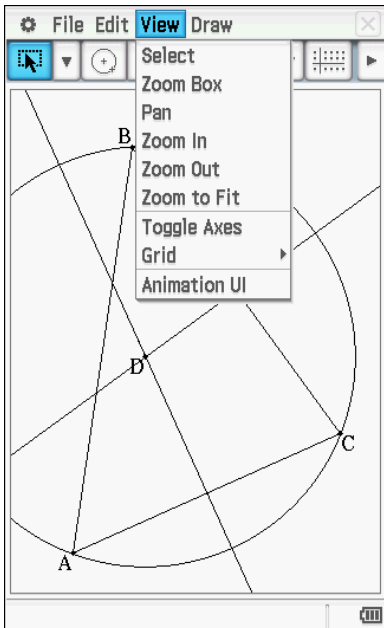 File Edit View Draw
Select
Zoom Box
Pan
Zoom In
Zoom Out
Zoom to Fit
Toggle Axes
Grid
Animation UI
B
D
C
A